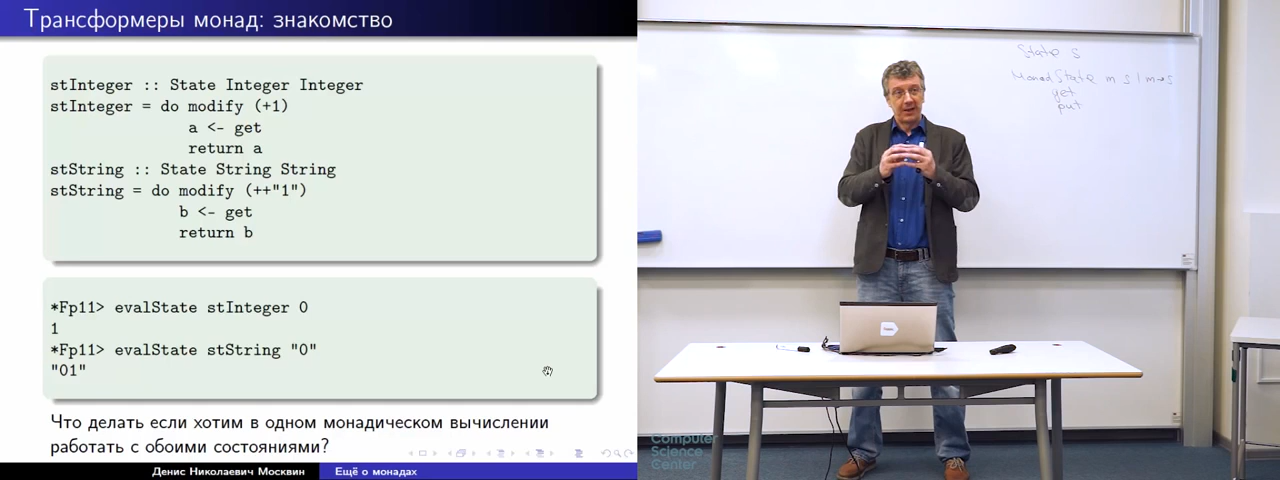 Трансформеры монад: знакомство
stInteger :: State Integer Integer
stInteger = do modify (+1)
a <- get
return a
stString :: State String String
stString = do modify (++"1")
b <- get
return b
*Fp11> evalState stInteger 0
1
*Fp11> evalState stString "0"
"01"
Что делать если хотим в одном монадическом вычислении
работать с обоими состояниями?
Денис Николаевич Москвин
Ещё о монадах
State s
MonadState m s | m→s
get
put
Computer
Science
Center